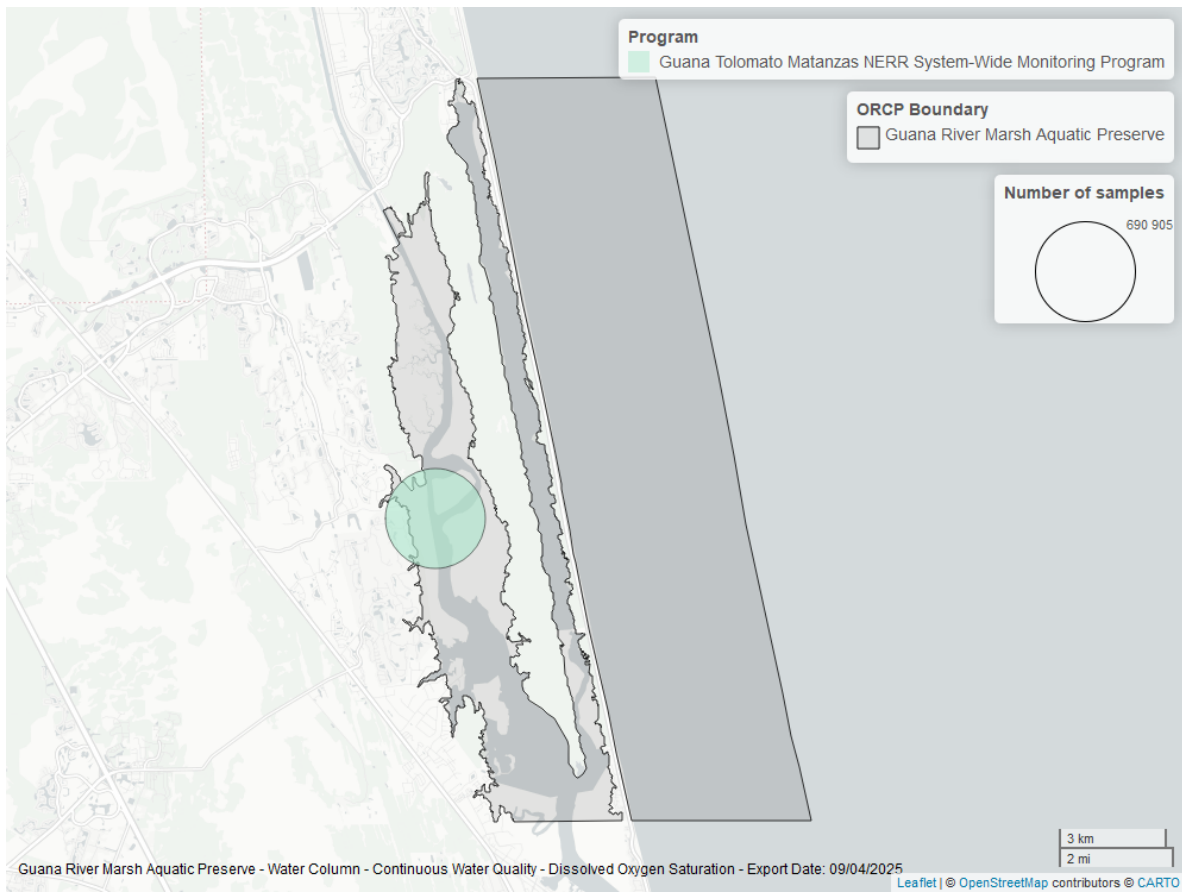 Program
Guana Tolomato Matanzas NERR System-Wide Monitoring Program
ORCP Boundary
Guana River Marsh Aquatic Preserve
Number of samples
690 905
3 km
2 mi
Guana River Marsh Aquatic Preserve - Water Column - Continuous Water Quality - Dissolved Oxygen Saturation - Export Date: 09/04/2025
Leaflet | © OpenStreetMap contributors © CARTO